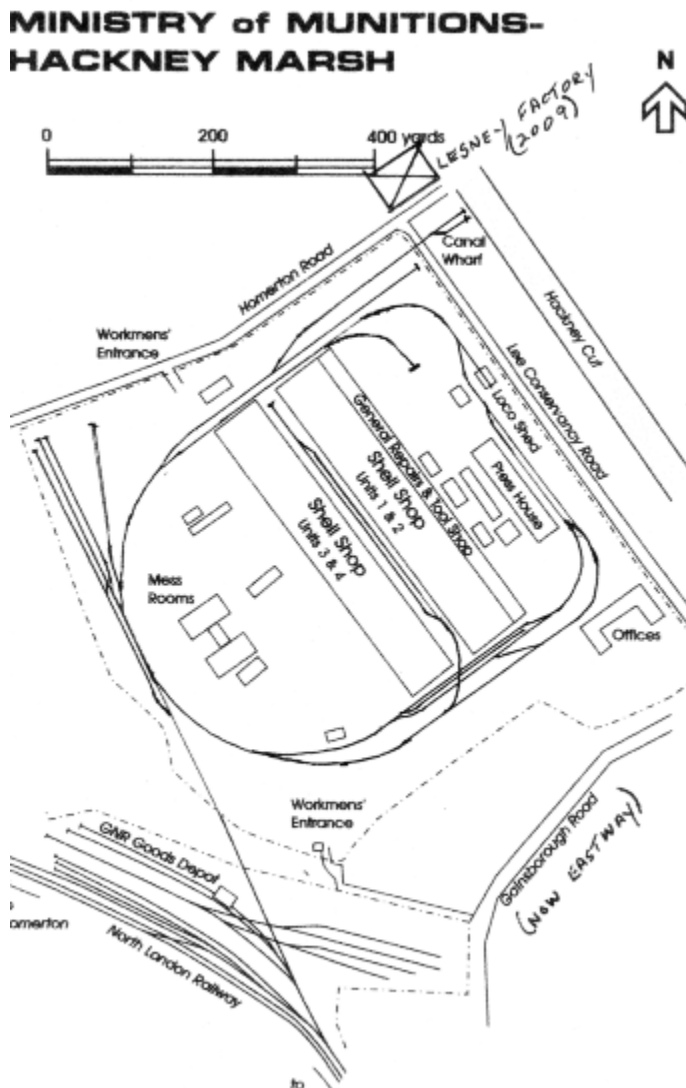 MINISTRY of MUNITIONS-
HACKNEY MARSH
N
0 200 400 yards
LESNEY FACTORY
(2009)
Canal
Wharf
Homerton Road
Hackney Cut
Workmens'
Entrance
Lee Conservancy Road
Loco Shed
General Repairs & Tool Shop
Shell Shop
Units 1 & 2
Press House
Shell Shop
Units 3 & 4
Mess
Rooms
Offices
Workmens'
Entrance
Gainsborough Road
(NOW EASTWAY)
GNR Goods Depot
omerton
North London Railway
to